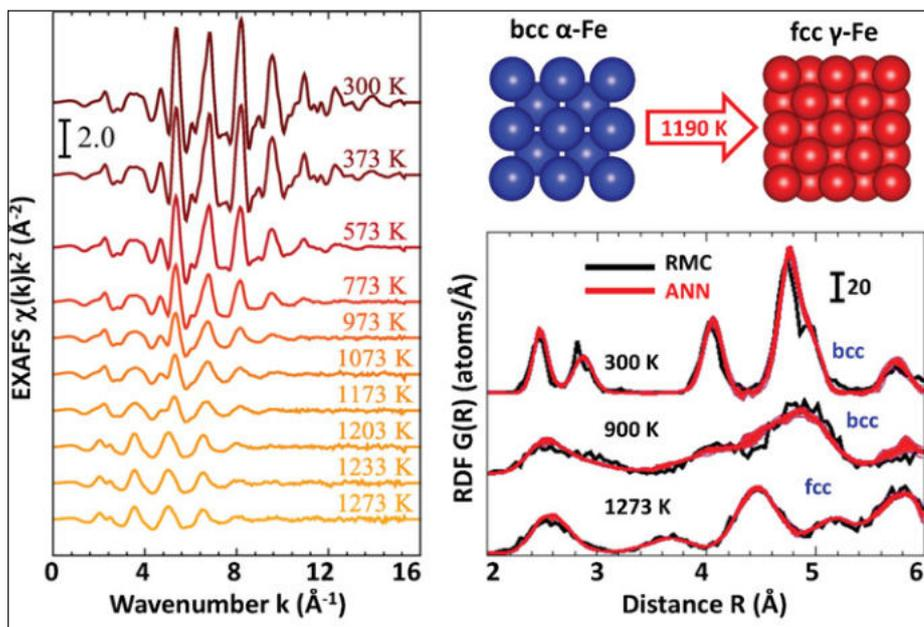 EXAFS χ(k)k² (Å⁻²)
300 K
2.0
373 K
573 K
773 K
973 K
1073 K
1173 K
1203 K
1233 K
1273 K
0 4 8 12 16
Wavenumber k (Å⁻¹)
bcc α-Fe
fcc γ-Fe
1190 K
RDF G(R) (atoms/Å)
RMC
ANN
20
300 K
bcc
900 K
bcc
1273 K
fcc
2 3 4 5 6
Distance R (Å)